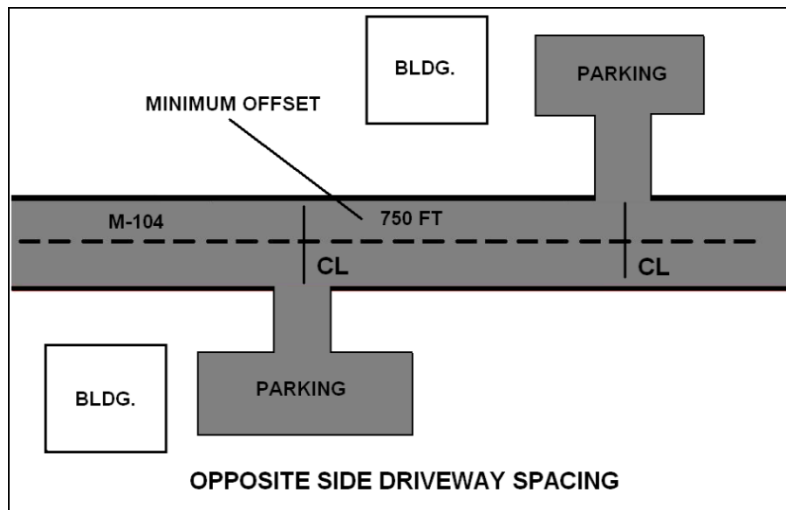 BLDG.
PARKING
MINIMUM OFFSET
M-104
750 FT
CL
CL
BLDG.
PARKING
OPPOSITE SIDE DRIVEWAY SPACING